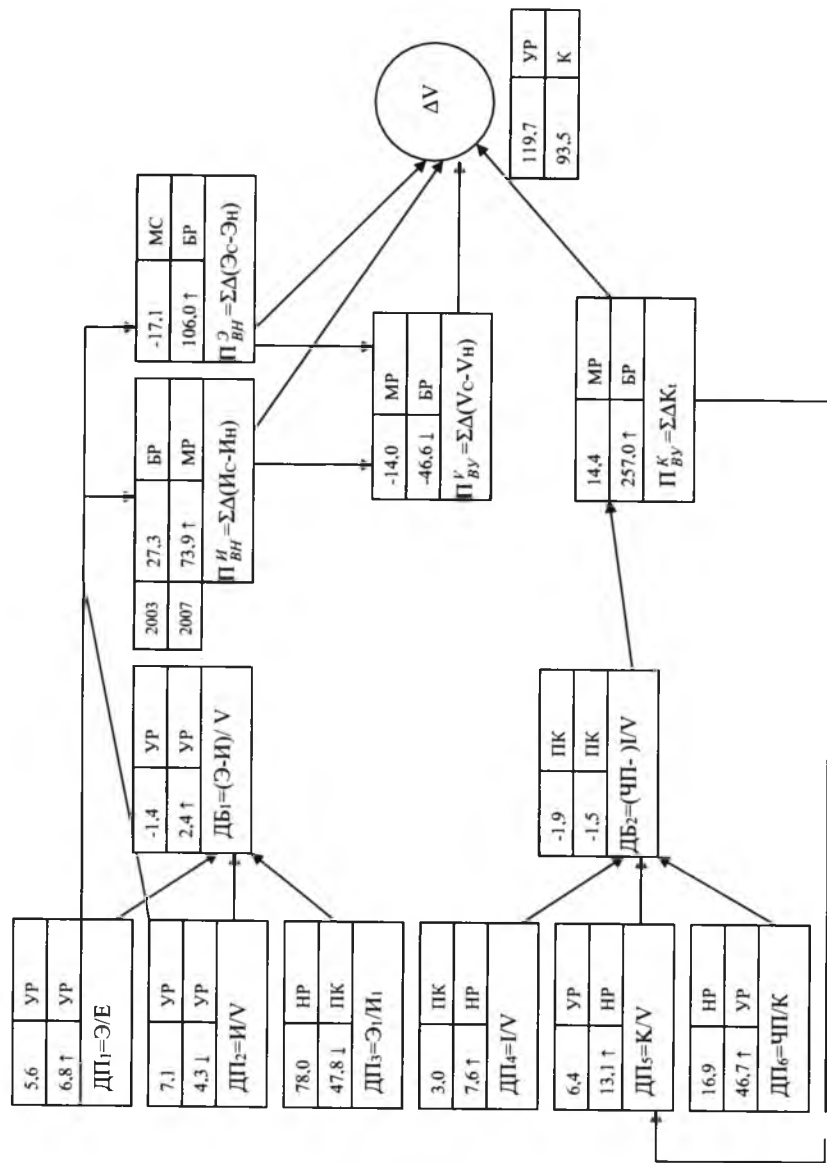 5,6 УР
6,8 ↑ УР
ДП₁=Э/Е
7,1 УР
4,3 ↓ УР
ДП₂=И/V
78,0 НР
47,8 ↓ ПК
ДП₃=Э₁/И₁
3,0 ПК
7,6 ↑ НР
ДП₄=I/V
6,4 УР
13,1 ↑ НР
ДП₅=К/V
16,9 НР
46,7 ↑ УР
ДП₆=ЧП/К
-1,4 УР
2,4 ↑ УР
ДБ₁=(Э-И)/ V
-1,9 ПК
-1,5 ПК
ДБ₂=(ЧП- )I/V
2003 27,3 БР
2007 73,9 ↑ МР
П И ВН =ΣΔ(Ис-Ин)
-17,1 МС
106,0 ↑ БР
П Э ВН =ΣΔ(Эс-Эн)
-14,0 МР
-46,6 ↓ БР
П V ВУ =ΣΔ(Vс-Vн)
14,4 МР
257,0 ↑ БР
П К ВУ =ΣΔКₜ
ΔV
119,7 УР
93,5 К